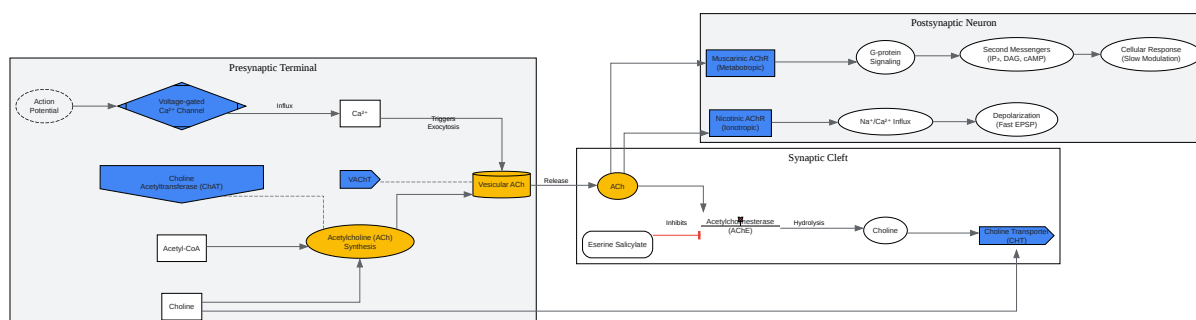 Postsynaptic Neuron
Muscarinic AChR
(Metabotropic)
G-protein
Signaling
Second Messengers
(IP₃, DAG, cAMP)
Cellular Response
(Slow Modulation)
Nicotinic AChR
(Ionotropic)
Na⁺/Ca²⁺ Influx
Depolarization
(Fast EPSP)
Presynaptic Terminal
Action
Potential
Voltage-gated
Ca²⁺ Channel
Influx
Ca²⁺
Triggers
Exocytosis
Choline
Acetyltransferase (ChAT)
VAChT
Vesicular ACh
Release
Acetyl-CoA
Acetylcholine (ACh)
Synthesis
Choline
Synaptic Cleft
ACh
Inhibits
Eserine Salicylate
Acetylcholinesterase
(AChE)
Hydrolysis
Choline
Choline Transporter
(CHT)